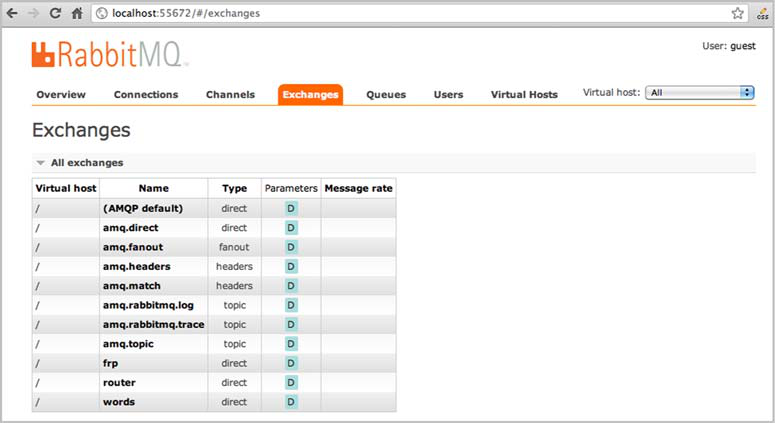 localhost:55672/#/exchanges
css
RabbitMQ
User: guest
Overview Connections Channels Exchanges Queues Users Virtual Hosts Virtual host: All
Exchanges
All exchanges
Virtual host Name Type Parameters Message rate
/ (AMQP default) direct D
/ amq.direct direct D
/ amq.fanout fanout D
/ amq.headers headers D
/ amq.match headers D
/ amq.rabbitmq.log topic D
/ amq.rabbitmq.trace topic D
/ amq.topic topic D
/ frp direct D
/ router direct D
/ words direct D